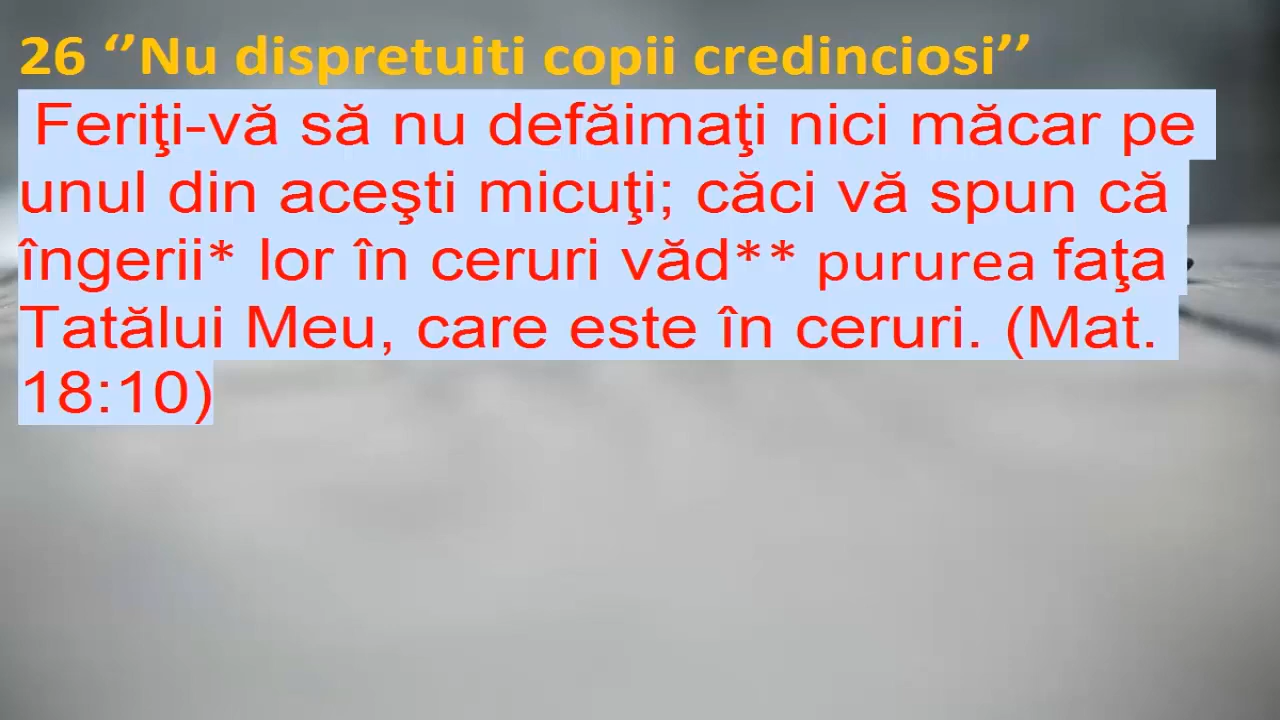 26 ‘’Nu dispretuiti copii credinciosi’’
Feriţi-vă să nu defăimaţi nici măcar pe
unul din aceşti micuţi; căci vă spun că
îngerii* lor în ceruri văd** pururea faţa
Tatălui Meu, care este în ceruri. (Mat.
18:10)